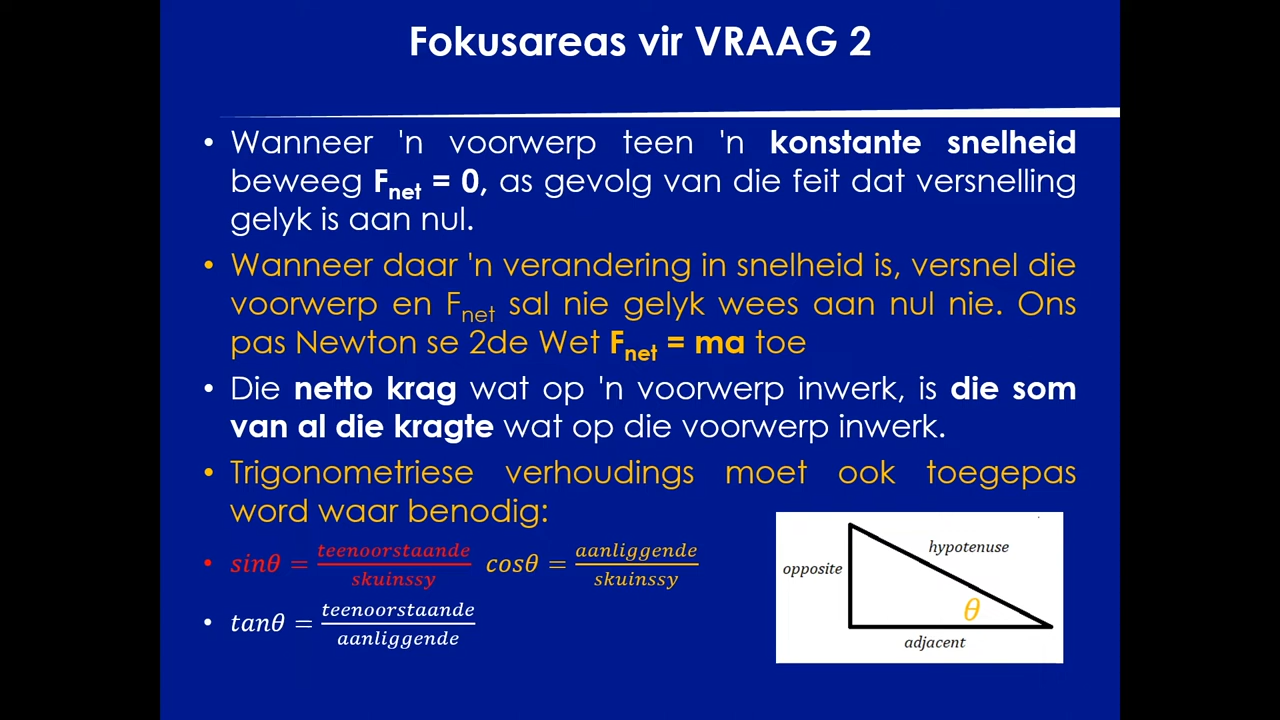 Fokusareas vir VRAAG 2
• Wanneer 'n voorwerp teen 'n konstante snelheid
beweeg Fnet = 0, as gevolg van die feit dat versnelling
gelyk is aan nul.
• Wanneer daar 'n verandering in snelheid is, versnel die
voorwerp en Fnet sal nie gelyk wees aan nul nie. Ons
pas Newton se 2de Wet Fnet = ma toe
• Die netto krag wat op 'n voorwerp inwerk, is die som
van al die kragte wat op die voorwerp inwerk.
• Trigonometriese verhoudings moet ook toegepas
word waar benodig:
• sinθ = teenoorstaande/skuinssy cosθ = aanliggende/skuinssy
• tanθ = teenoorstaande/aanliggende
hypotenuse
opposite
θ
adjacent